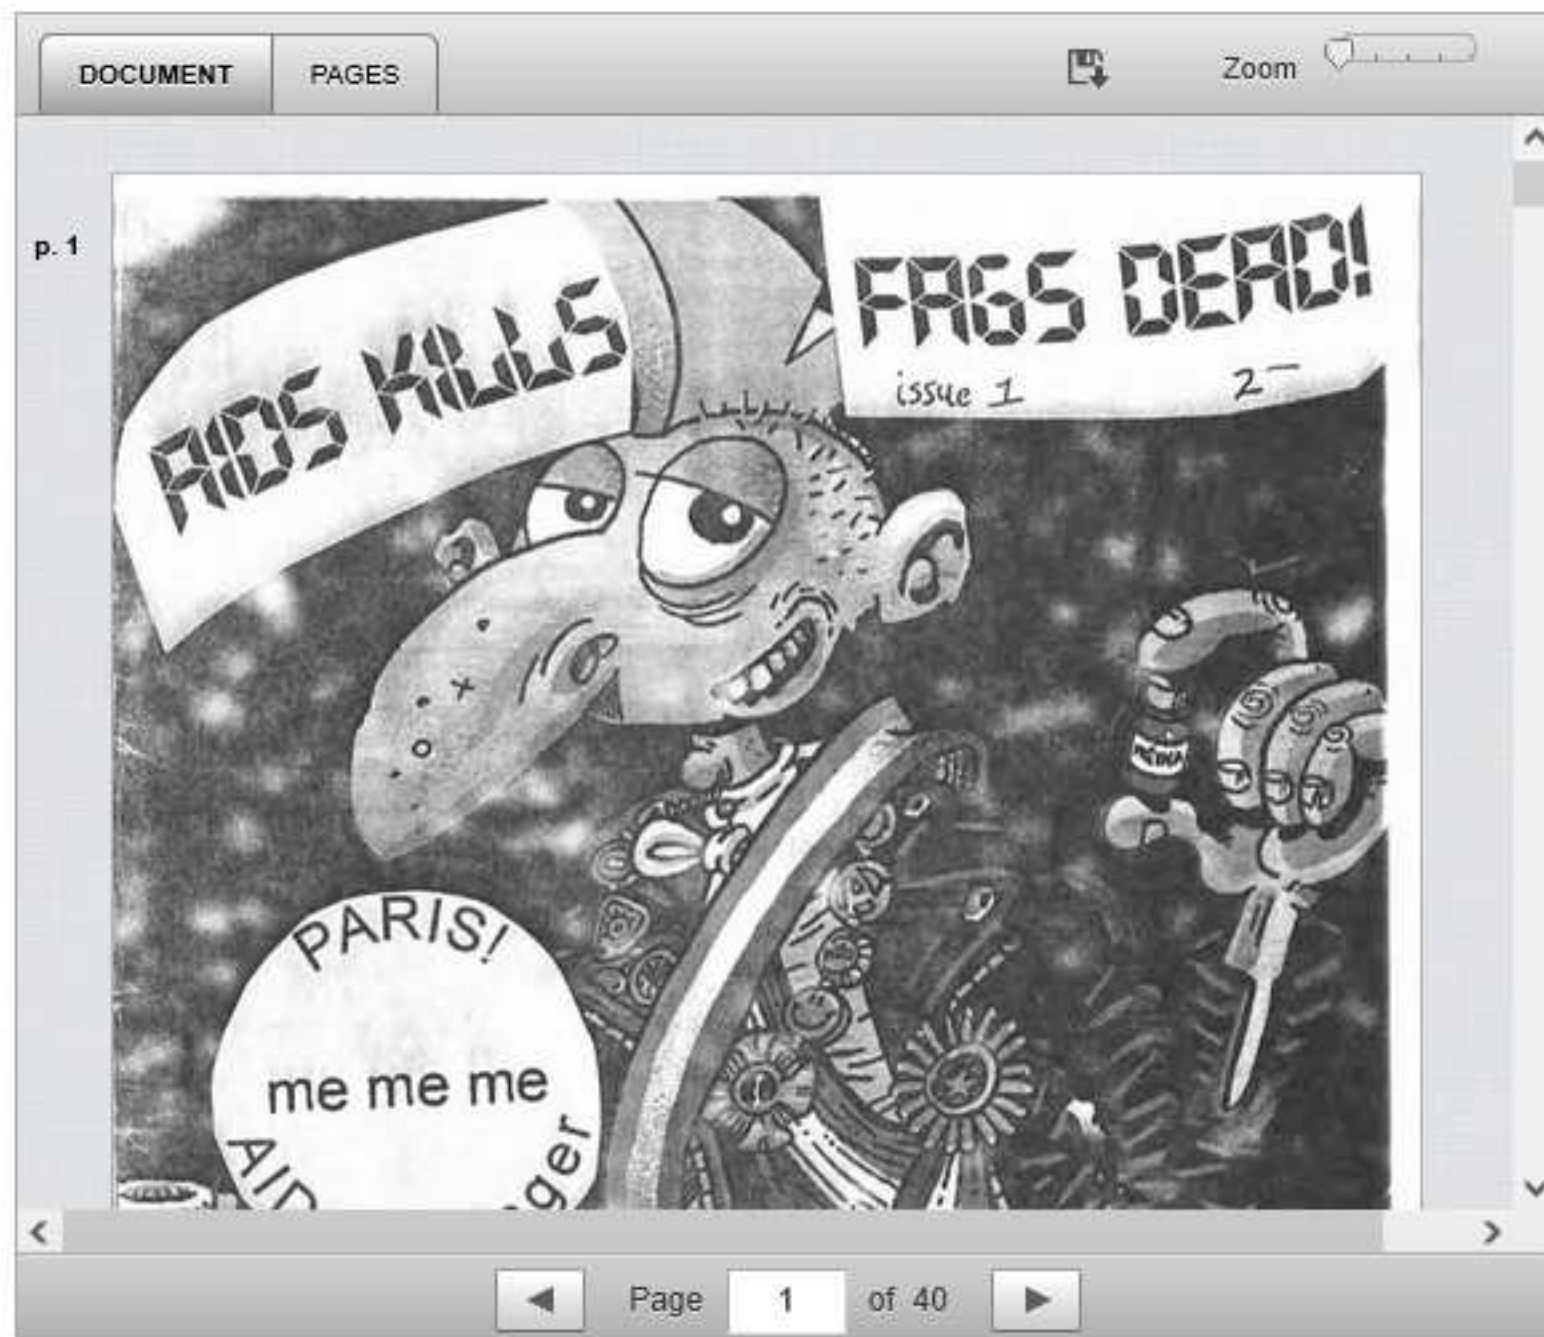 DOCUMENT PAGES Zoom
p. 1
AIDS KILLS
FAGS DEAD!
issue 1 2-
PARIS!
me me me
Page 1 of 40